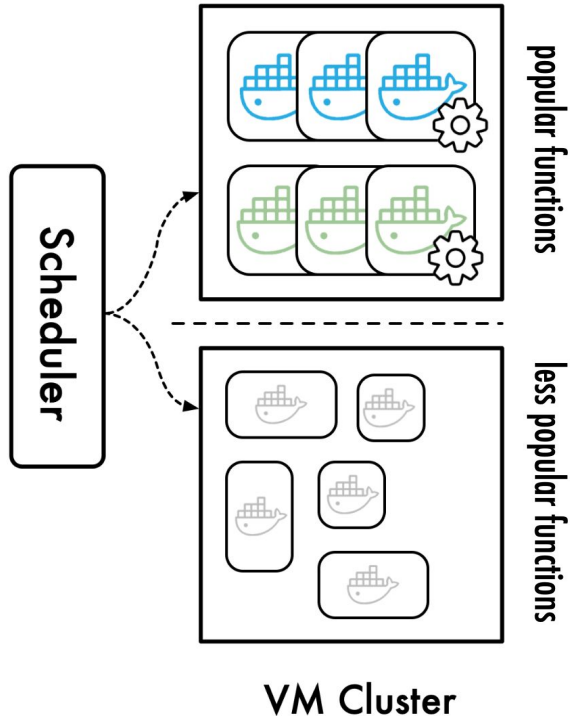 Scheduler
popular functions
less popular functions
VM Cluster